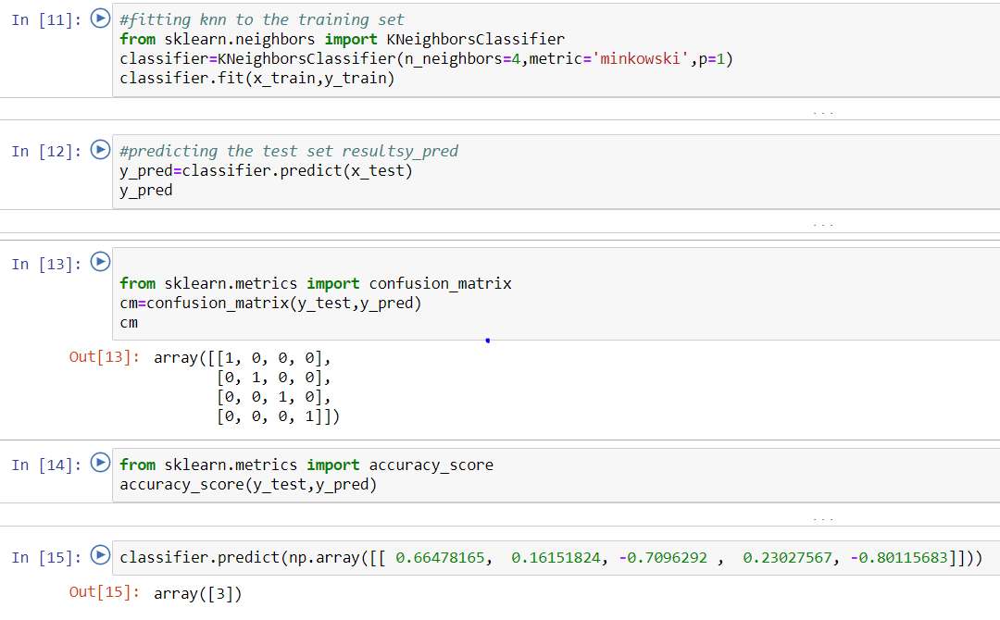 In [11]: #fitting knn to the training set
from sklearn.neighbors import KNeighborsClassifier
classifier=KNeighborsClassifier(n_neighbors=4,metric='minkowski',p=1)
classifier.fit(x_train,y_train)
...
In [12]: #predicting the test set resultsy_pred
y_pred=classifier.predict(x_test)
y_pred
...
In [13]:
from sklearn.metrics import confusion_matrix
cm=confusion_matrix(y_test,y_pred)
cm
Out[13]: array([[1, 0, 0, 0],
[0, 1, 0, 0],
[0, 0, 1, 0],
[0, 0, 0, 1]])
In [14]: from sklearn.metrics import accuracy_score
accuracy_score(y_test,y_pred)
...
In [15]: classifier.predict(np.array([[ 0.66478165,  0.16151824, -0.7096292 ,  0.23027567, -0.80115683]]))
Out[15]: array([3])